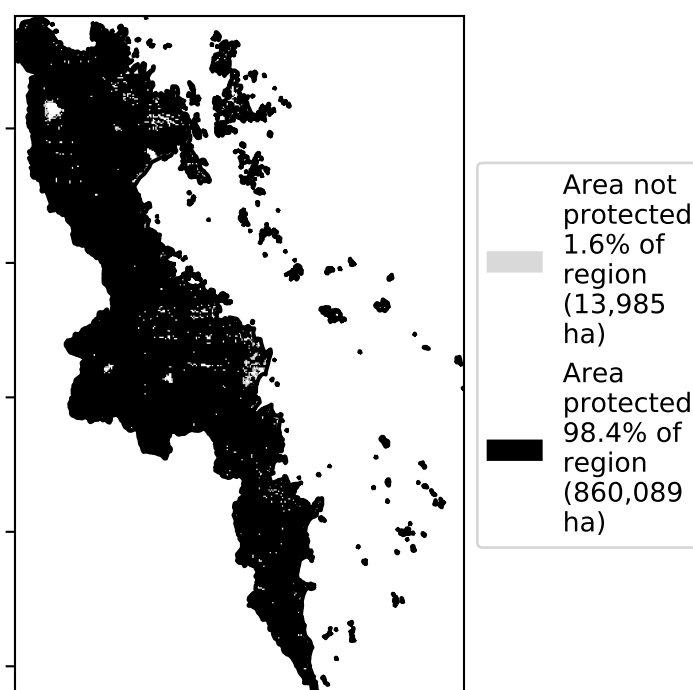 Area not
protected
1.6% of
region
(13,985
ha)
Area
protected
98.4% of
region
(860,089
ha)